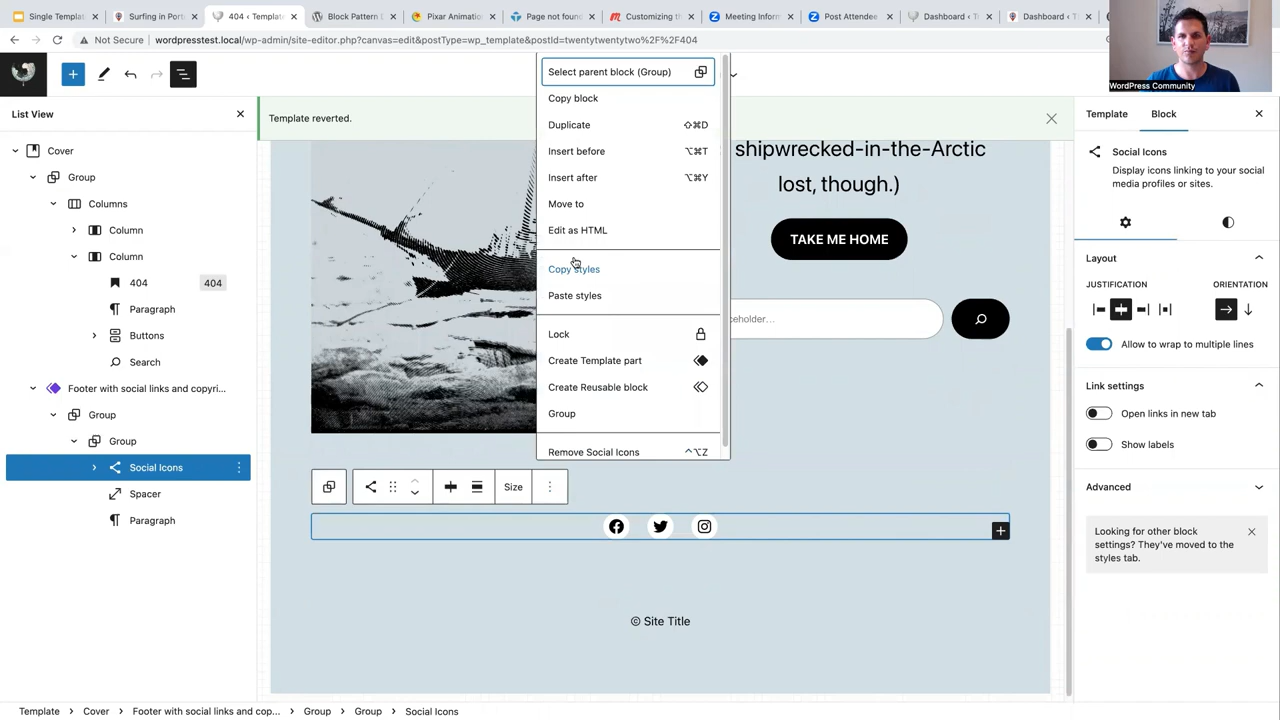 Single Templ
Surfing in Port
404 ‹ Templat
Block Pattern D
Pixar Animation
Page not found
Customizing th
Meeting Inform
Post Attendee
Dashboard ‹ T
Dashboard ‹ T
Not Secure
wordpresstest.local/wp-admin/site-editor.php?canvas=edit&postType=wp_template&postId=twentytwentytwo%2F%2F404
WordPress Community
List View
Cover
Group
Columns
Column
Column
404 404
Paragraph
Buttons
Search
Footer with social links and copyri...
Group
Group
Social Icons
Spacer
Paragraph
Template reverted.
Select parent block (Group)
Copy block
Duplicate ⇧⌘D
Insert before ⌥⌘T
Insert after ⌥⌘Y
Move to
Edit as HTML
Copy styles
Paste styles
Lock
Create Template part
Create Reusable block
Group
Remove Social Icons ^⌥Z
shipwrecked-in-the-Arctic
lost, though.)
TAKE ME HOME
ceholder...
Size
© Site Title
Template Block
Social Icons
Display icons linking to your social
media profiles or sites.
Layout
JUSTIFICATION ORIENTATION
Allow to wrap to multiple lines
Link settings
Open links in new tab
Show labels
Advanced
Looking for other block
settings? They've moved to the
styles tab.
Template Cover Footer with social links and cop... Group Group Social Icons